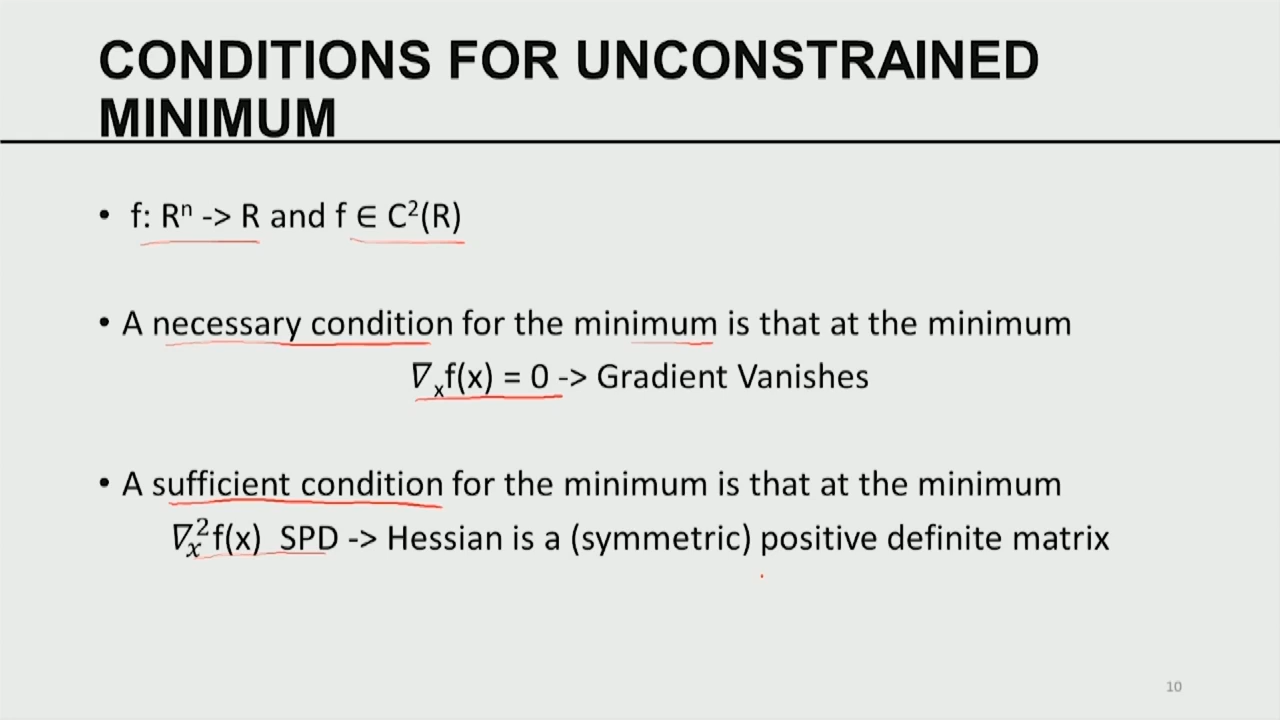 CONDITIONS FOR UNCONSTRAINED
MINIMUM
• f: Rⁿ -> R and f ∈ C²(R)
• A necessary condition for the minimum is that at the minimum
∇ₓf(x) = 0 -> Gradient Vanishes
• A sufficient condition for the minimum is that at the minimum
∇ₓ²f(x) SPD -> Hessian is a (symmetric) positive definite matrix
10